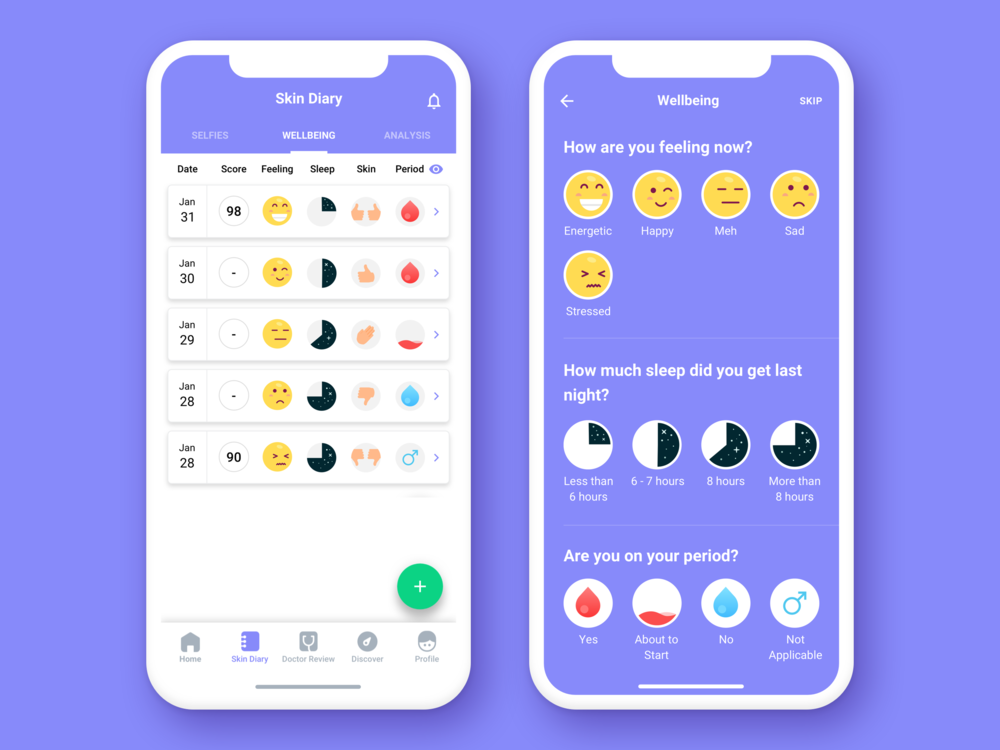 Skin Diary
SELFIES WELLBEING ANALYSIS
Date Score Feeling Sleep Skin Period
Jan
31 98
Jan
30 -
Jan
29 -
Jan
28 -
Jan
28 90
+
Home Skin Diary Doctor Review Discover Profile
Wellbeing SKIP
How are you feeling now?
Energetic Happy Meh Sad
Stressed
How much sleep did you get last
night?
Less than 6 - 7 hours 8 hours More than
6 hours 8 hours
Are you on your period?
Yes About to No Not
Start Applicable